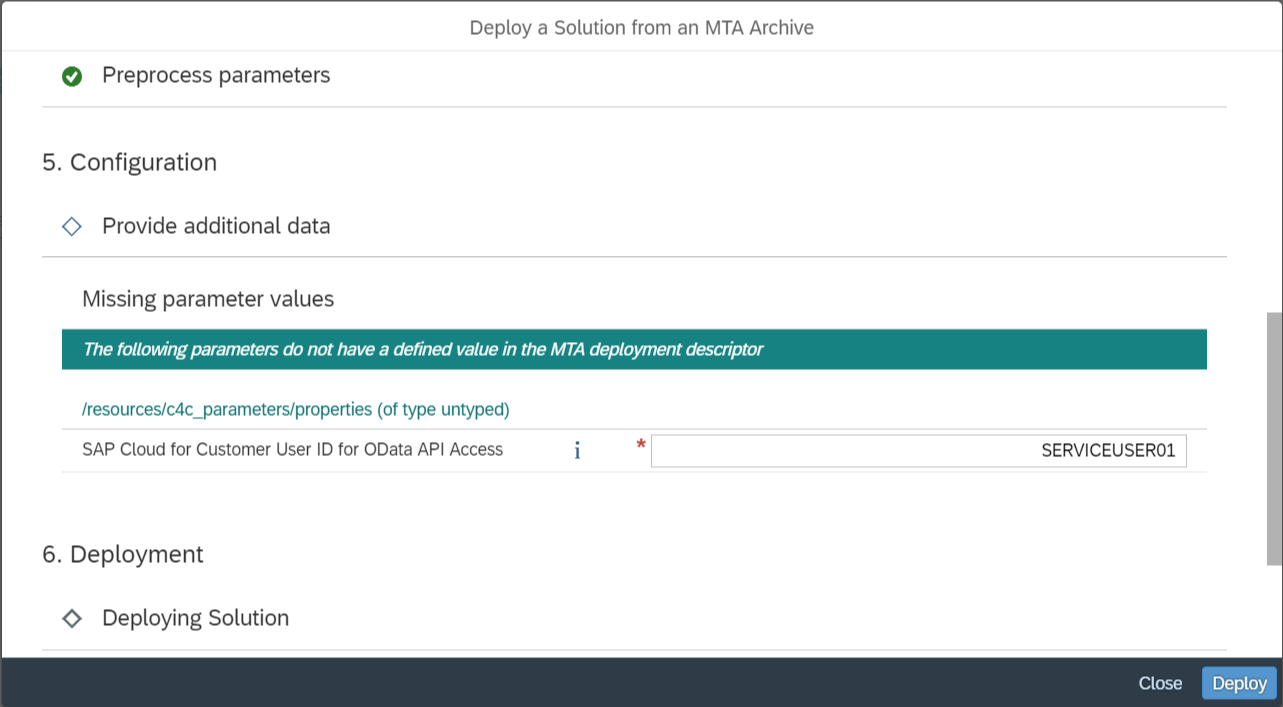 Deploy a Solution from an MTA Archive
Preprocess parameters
5. Configuration
Provide additional data
Missing parameter values
The following parameters do not have a defined value in the MTA deployment descriptor
/resources/c4c_parameters/properties (of type untyped)
SAP Cloud for Customer User ID for OData API Access i * SERVICEUSER01
6. Deployment
Deploying Solution
Close Deploy